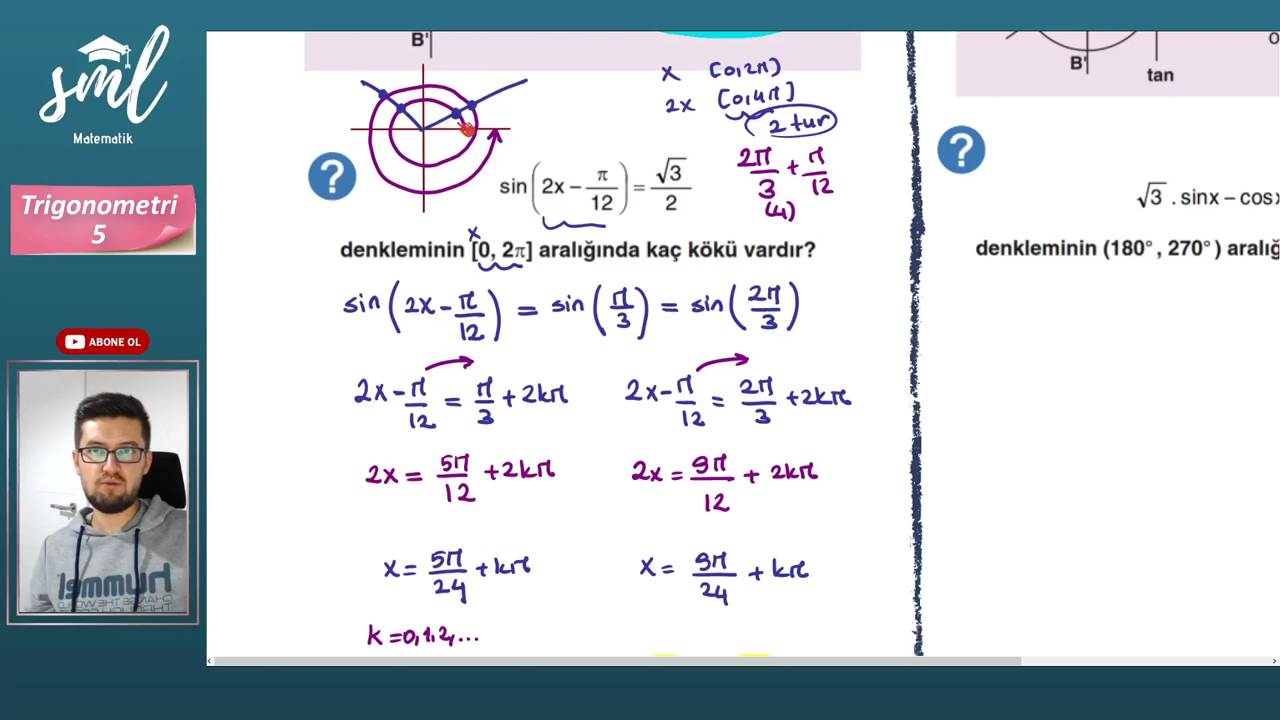 sml
Matematik
Trigonometri
5
ABONE OL
hummel
B'
x [0,2π]
2x [0,4π]
2 tur
2π/3 + π/12
(4)
?
sin(2x − π/12) = √3/2
x
denkleminin [0, 2π] aralığında kaç kökü vardır?
sin(2x − π/12) = sin(π/3) = sin(2π/3)
2x − π/12 = π/3 + 2kπ
2x − π/12 = 2π/3 + 2kπ
2x = 5π/12 + 2kπ
2x = 9π/12 + 2kπ
x = 5π/24 + kπ
x = 9π/24 + kπ
k = 0, 1, 2, ...
B'
tan
?
√3 . sinx – cos
denkleminin (180°, 270°) aralı